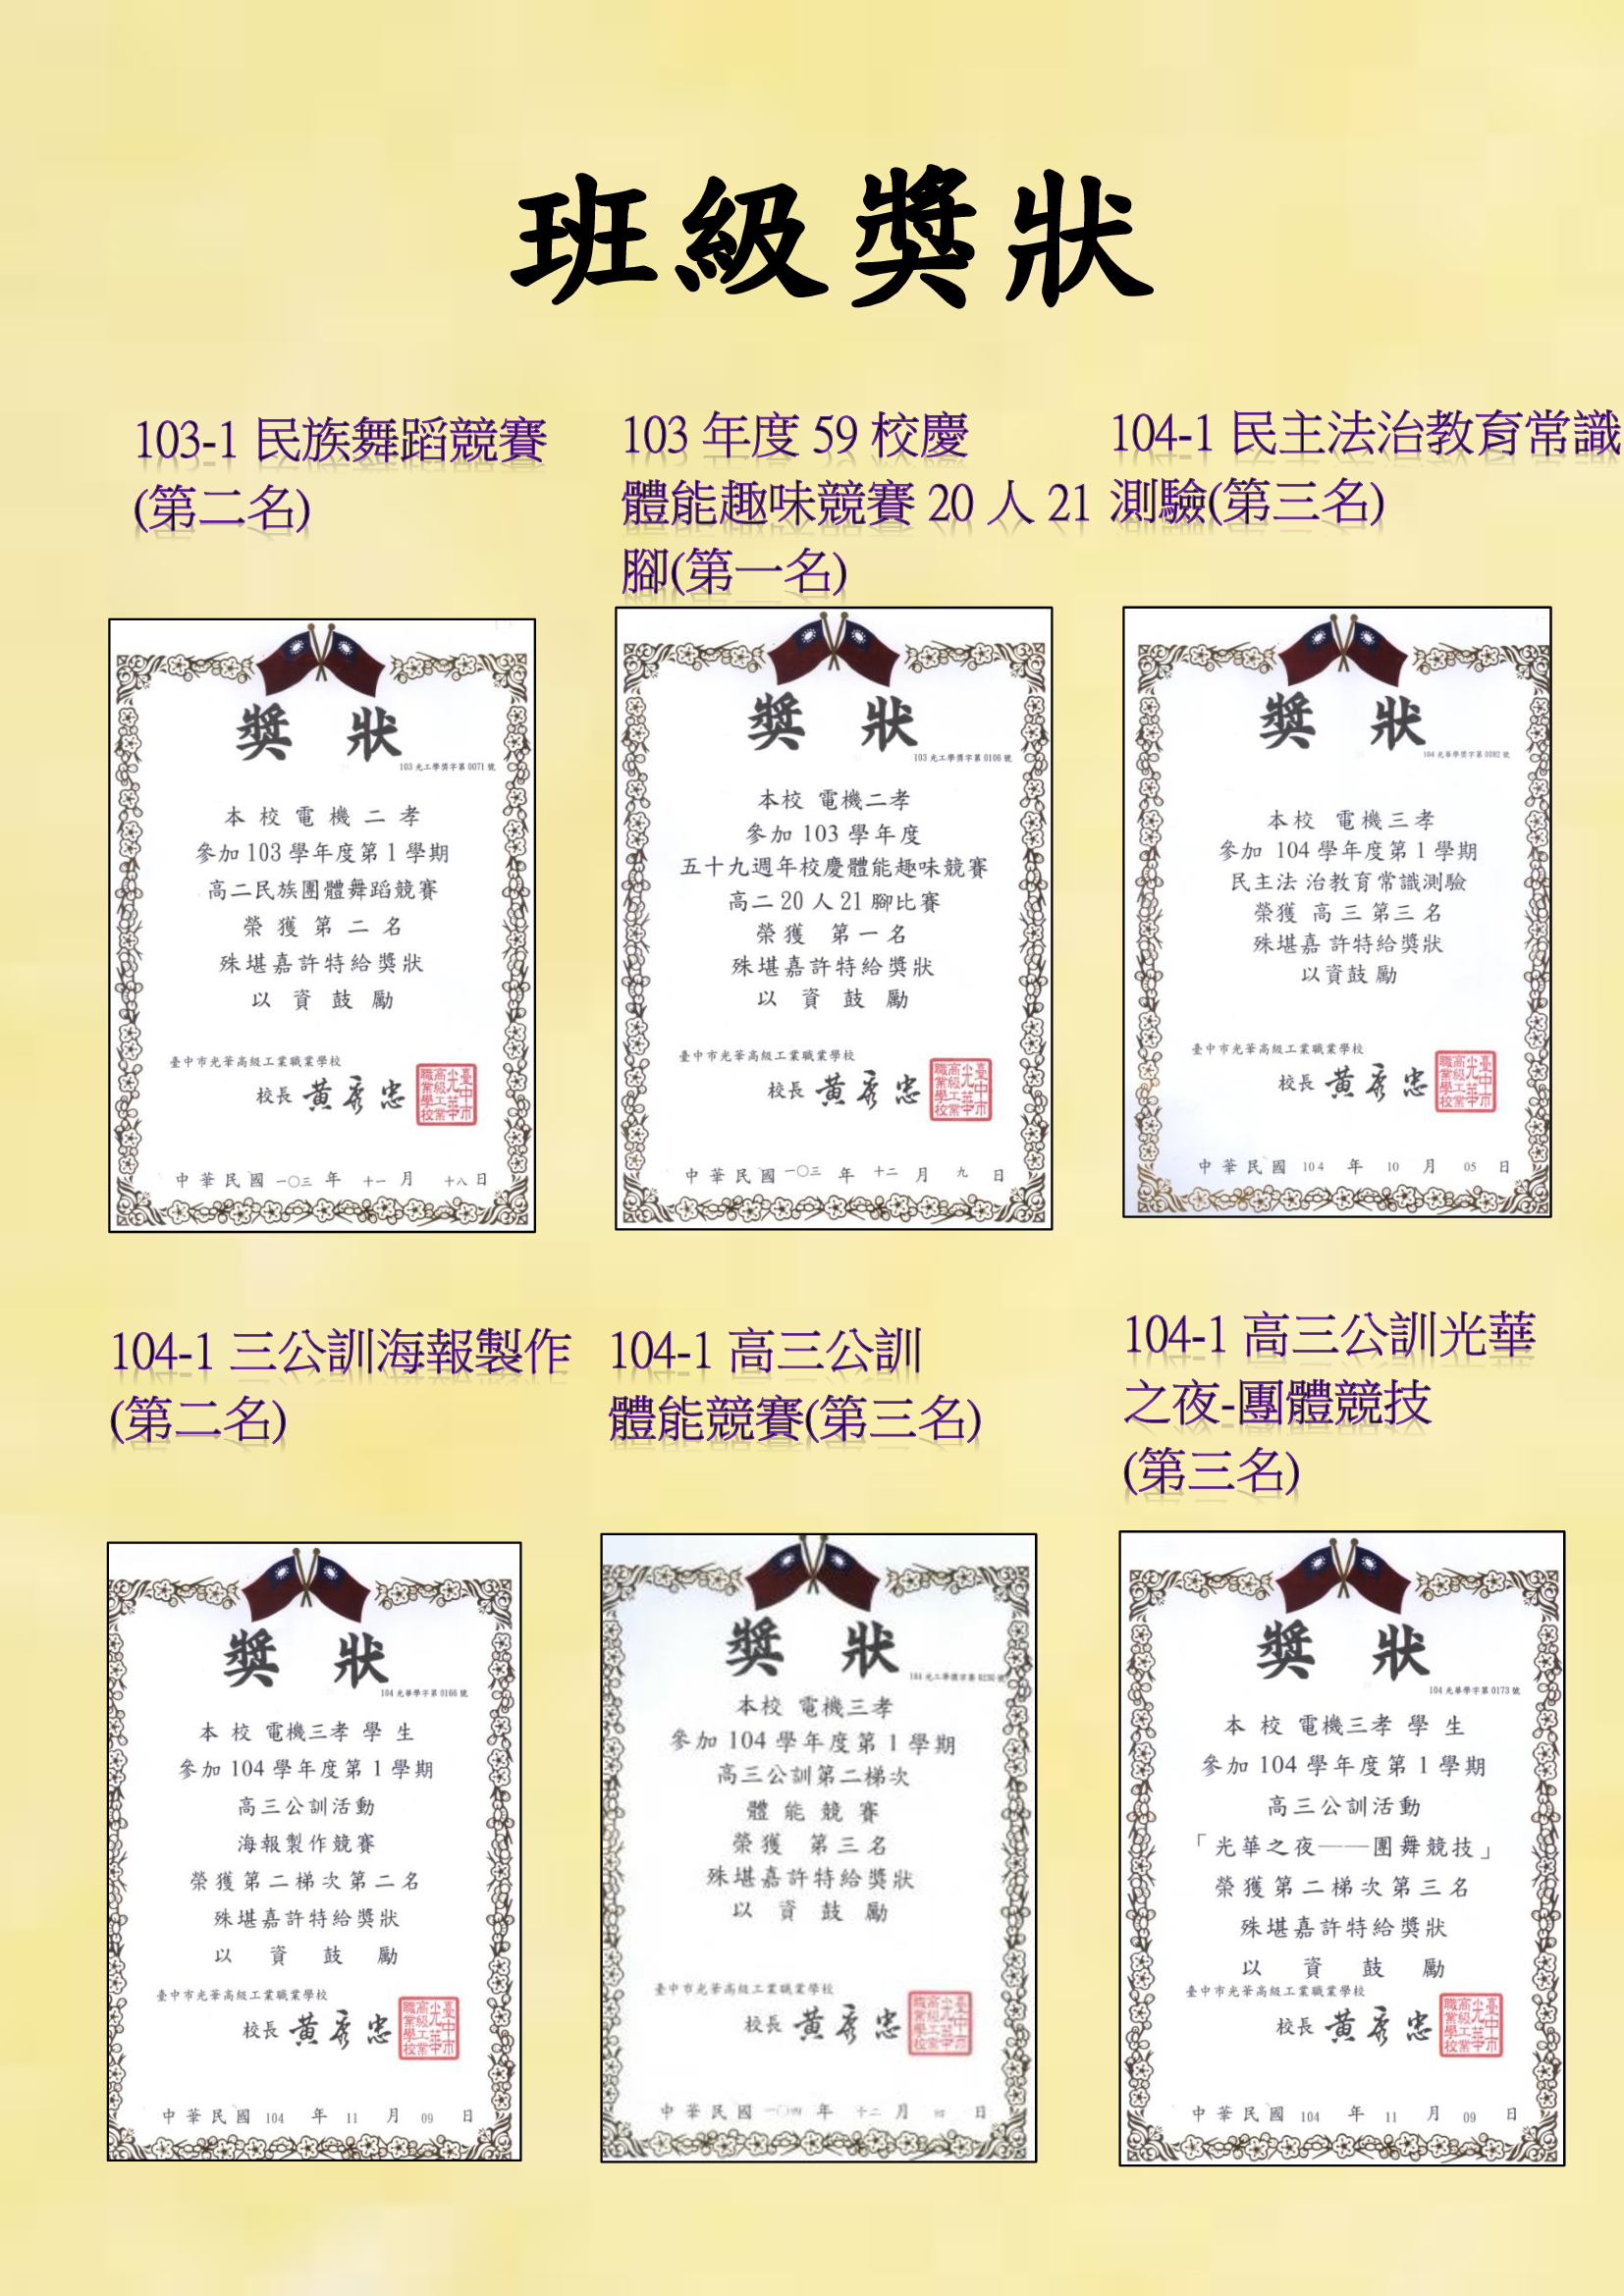 班級獎狀
103-1 民族舞蹈競賽
(第二名)
103 年度 59 校慶
體能趣味競賽 20 人 21
腳(第一名)
104-1 民主法治教育常識
測驗(第三名)
獎 狀
103 光工學獎字第 0071 號
本 校 電 機 二 孝
參加 103 學年度第 1 學期
高二民族團體舞蹈競賽
榮 獲 第 二 名
殊堪嘉許特給獎狀
以 資 鼓 勵
臺中市光華高級工業職業學校
校長 黃秀忠
臺中市光華高級工業職業學校
中 華 民 國 一〇三 年 十一 月 十八 日
獎 狀
103 光工學獎字第 0106 號
本校 電機二孝
參加 103 學年度
五十九週年校慶體能趣味競賽
高二 20 人 21 腳比賽
榮獲 第一名
殊堪嘉許特給獎狀
以 資 鼓 勵
臺中市光華高級工業職業學校
校長 黃秀忠
臺中市光華高級工業職業學校
中 華 民 國 一〇三 年 十二 月 九 日
獎 狀
104 光華學獎字第 0082 號
本校 電機三孝
參加 104 學年度第 1 學期
民主法 治教育常識測驗
榮獲 高三 第三名
殊堪嘉 許特給獎狀
以資鼓 勵
臺中市光華高級工業職業學校
校長 黃秀忠
臺中市光華高級工業職業學校
中 華 民 國 104 年 10 月 05 日
104-1 三公訓海報製作
(第二名)
104-1 高三公訓
體能競賽(第三名)
104-1 高三公訓光華
之夜-團體競技
(第三名)
獎 狀
104 光華學字第 0166 號
本 校 電機三孝 學 生
參加 104 學年度第 1 學期
高三公訓活動
海報製作競賽
榮獲第二梯次第二名
殊堪嘉許特給獎狀
以 資 鼓 勵
臺中市光華高級工業職業學校
校長 黃秀忠
臺中市光華高級工業職業學校
中 華 民 國 104 年 11 月 09 日
獎 狀
本校 電機三孝
參加 104 學年度第 1 學期
高三公訓第二梯次
體 能 競 賽
榮獲 第三名
殊堪嘉許特給獎狀
以 資 鼓 勵
臺中市光華高級工業職業學校
校長 黃秀忠
臺中市光華高級工業職業學校
中 華 民 國 一〇四 年 十二 月 日
獎 狀
104 光華學字第 0173 號
本 校 電機三孝 學 生
參加 104 學年度第 1 學期
高三公訓活動
「光華之夜——團舞競技」
榮獲第二梯次第三名
殊堪嘉許特給獎狀
以 資 鼓 勵
臺中市光華高級工業職業學校
校長 黃秀忠
臺中市光華高級工業職業學校
中 華 民 國 104 年 11 月 09 日